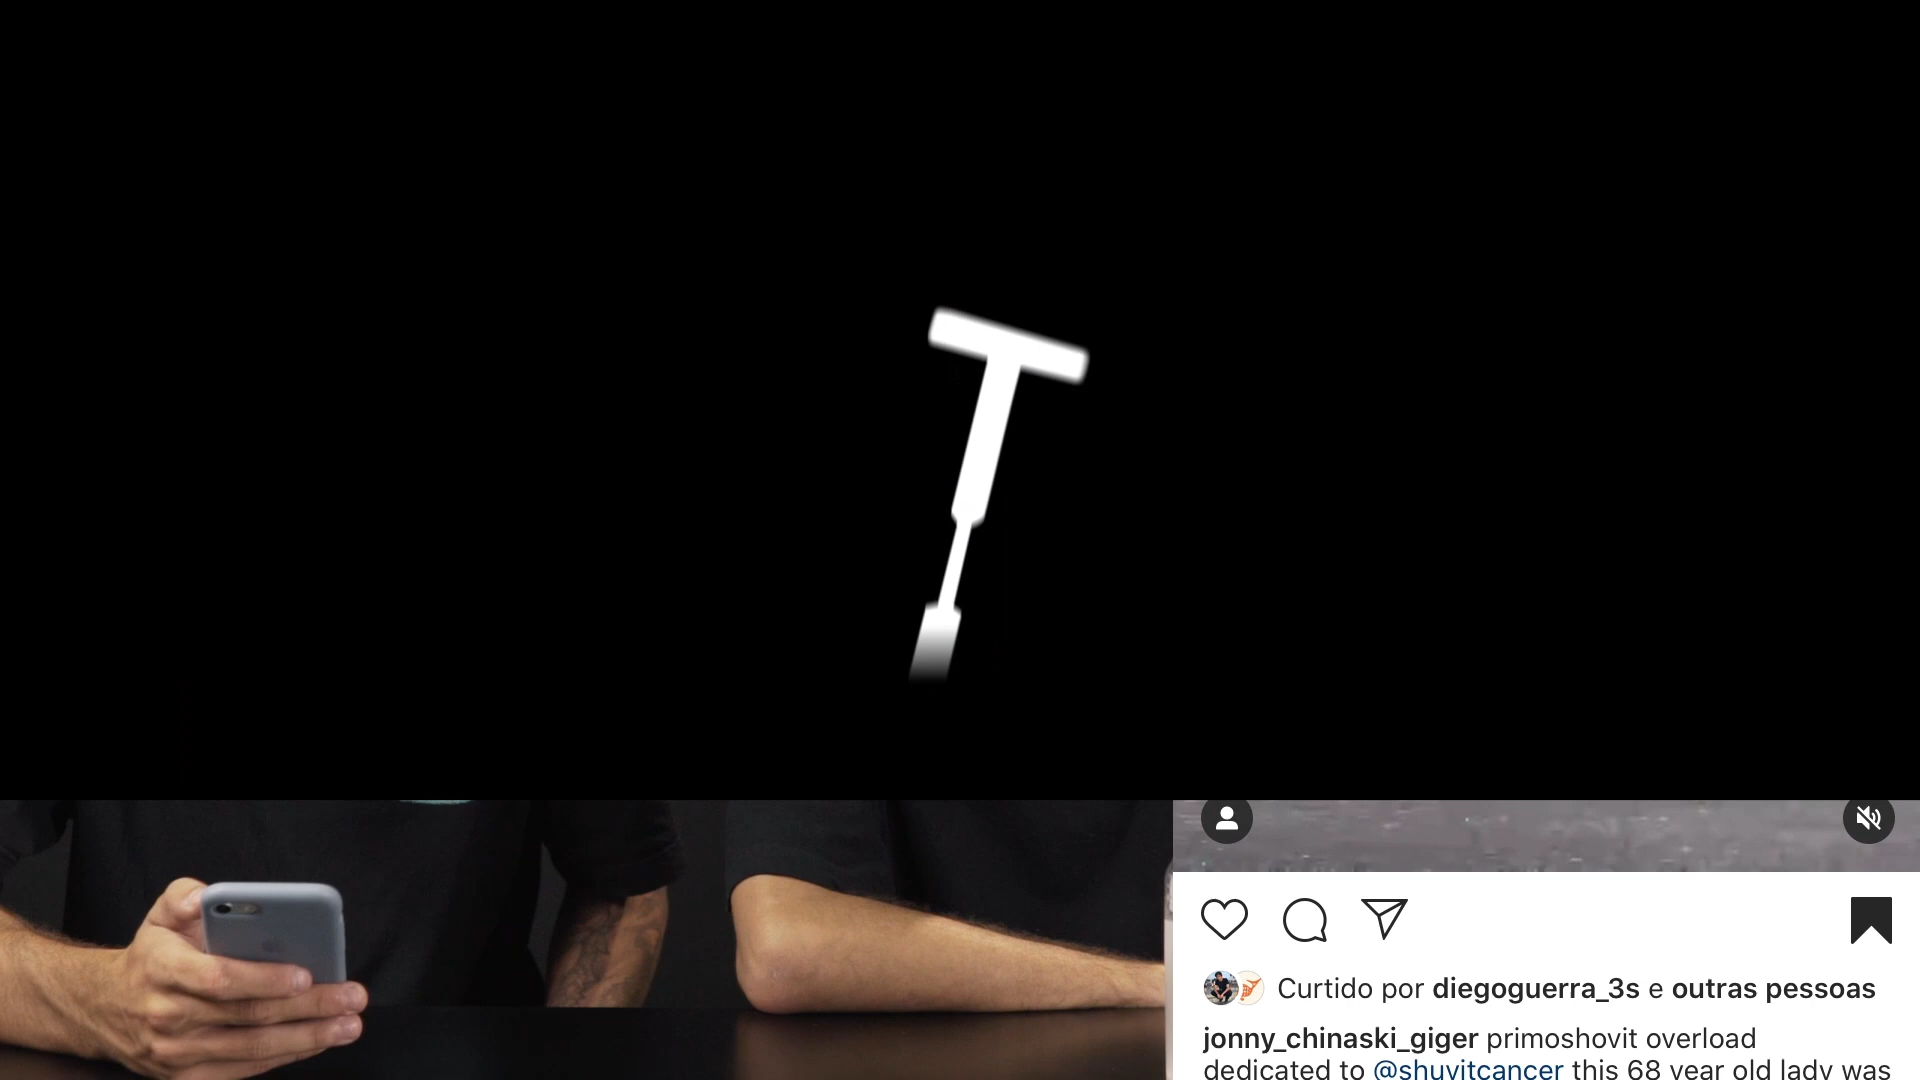 Curtido por diegoguerra_3s e outras pessoas
jonny_chinaski_giger primoshovit overload
dedicated to @shuvitcancer this 68 year old lady was